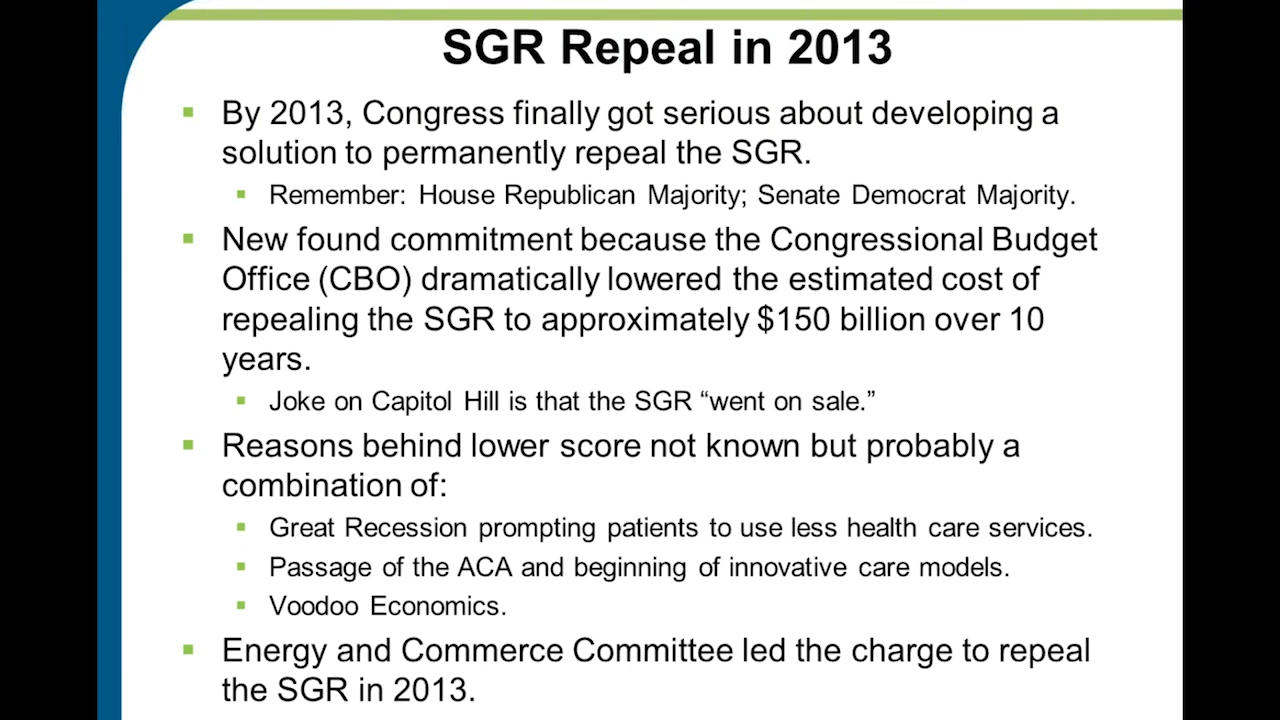 SGR Repeal in 2013
▪ By 2013, Congress finally got serious about developing a
solution to permanently repeal the SGR.
▪ Remember: House Republican Majority; Senate Democrat Majority.
▪ New found commitment because the Congressional Budget
Office (CBO) dramatically lowered the estimated cost of
repealing the SGR to approximately $150 billion over 10
years.
▪ Joke on Capitol Hill is that the SGR “went on sale.”
▪ Reasons behind lower score not known but probably a
combination of:
▪ Great Recession prompting patients to use less health care services.
▪ Passage of the ACA and beginning of innovative care models.
▪ Voodoo Economics.
▪ Energy and Commerce Committee led the charge to repeal
the SGR in 2013.